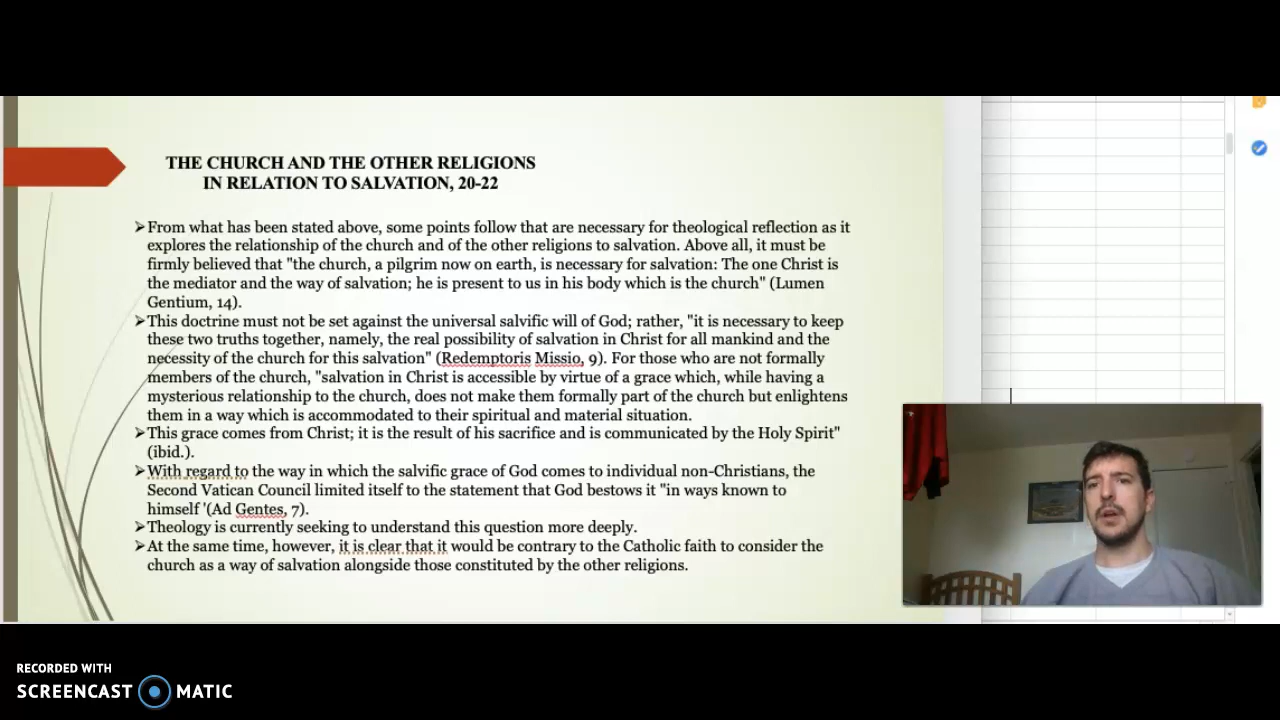 THE CHURCH AND THE OTHER RELIGIONS
IN RELATION TO SALVATION, 20-22
➢From what has been stated above, some points follow that are necessary for theological reflection as it
explores the relationship of the church and of the other religions to salvation. Above all, it must be
firmly believed that "the church, a pilgrim now on earth, is necessary for salvation: The one Christ is
the mediator and the way of salvation; he is present to us in his body which is the church" (Lumen
Gentium, 14).
➢This doctrine must not be set against the universal salvific will of God; rather, "it is necessary to keep
these two truths together, namely, the real possibility of salvation in Christ for all mankind and the
necessity of the church for this salvation" (Redemptoris Missio, 9). For those who are not formally
members of the church, "salvation in Christ is accessible by virtue of a grace which, while having a
mysterious relationship to the church, does not make them formally part of the church but enlightens
them in a way which is accommodated to their spiritual and material situation.
➢This grace comes from Christ; it is the result of his sacrifice and is communicated by the Holy Spirit"
(ibid.).
➢With regard to the way in which the salvific grace of God comes to individual non-Christians, the
Second Vatican Council limited itself to the statement that God bestows it "in ways known to
himself '(Ad Gentes, 7).
➢Theology is currently seeking to understand this question more deeply.
➢At the same time, however, it is clear that it would be contrary to the Catholic faith to consider the
church as a way of salvation alongside those constituted by the other religions.
RECORDED WITH
SCREENCAST MATIC